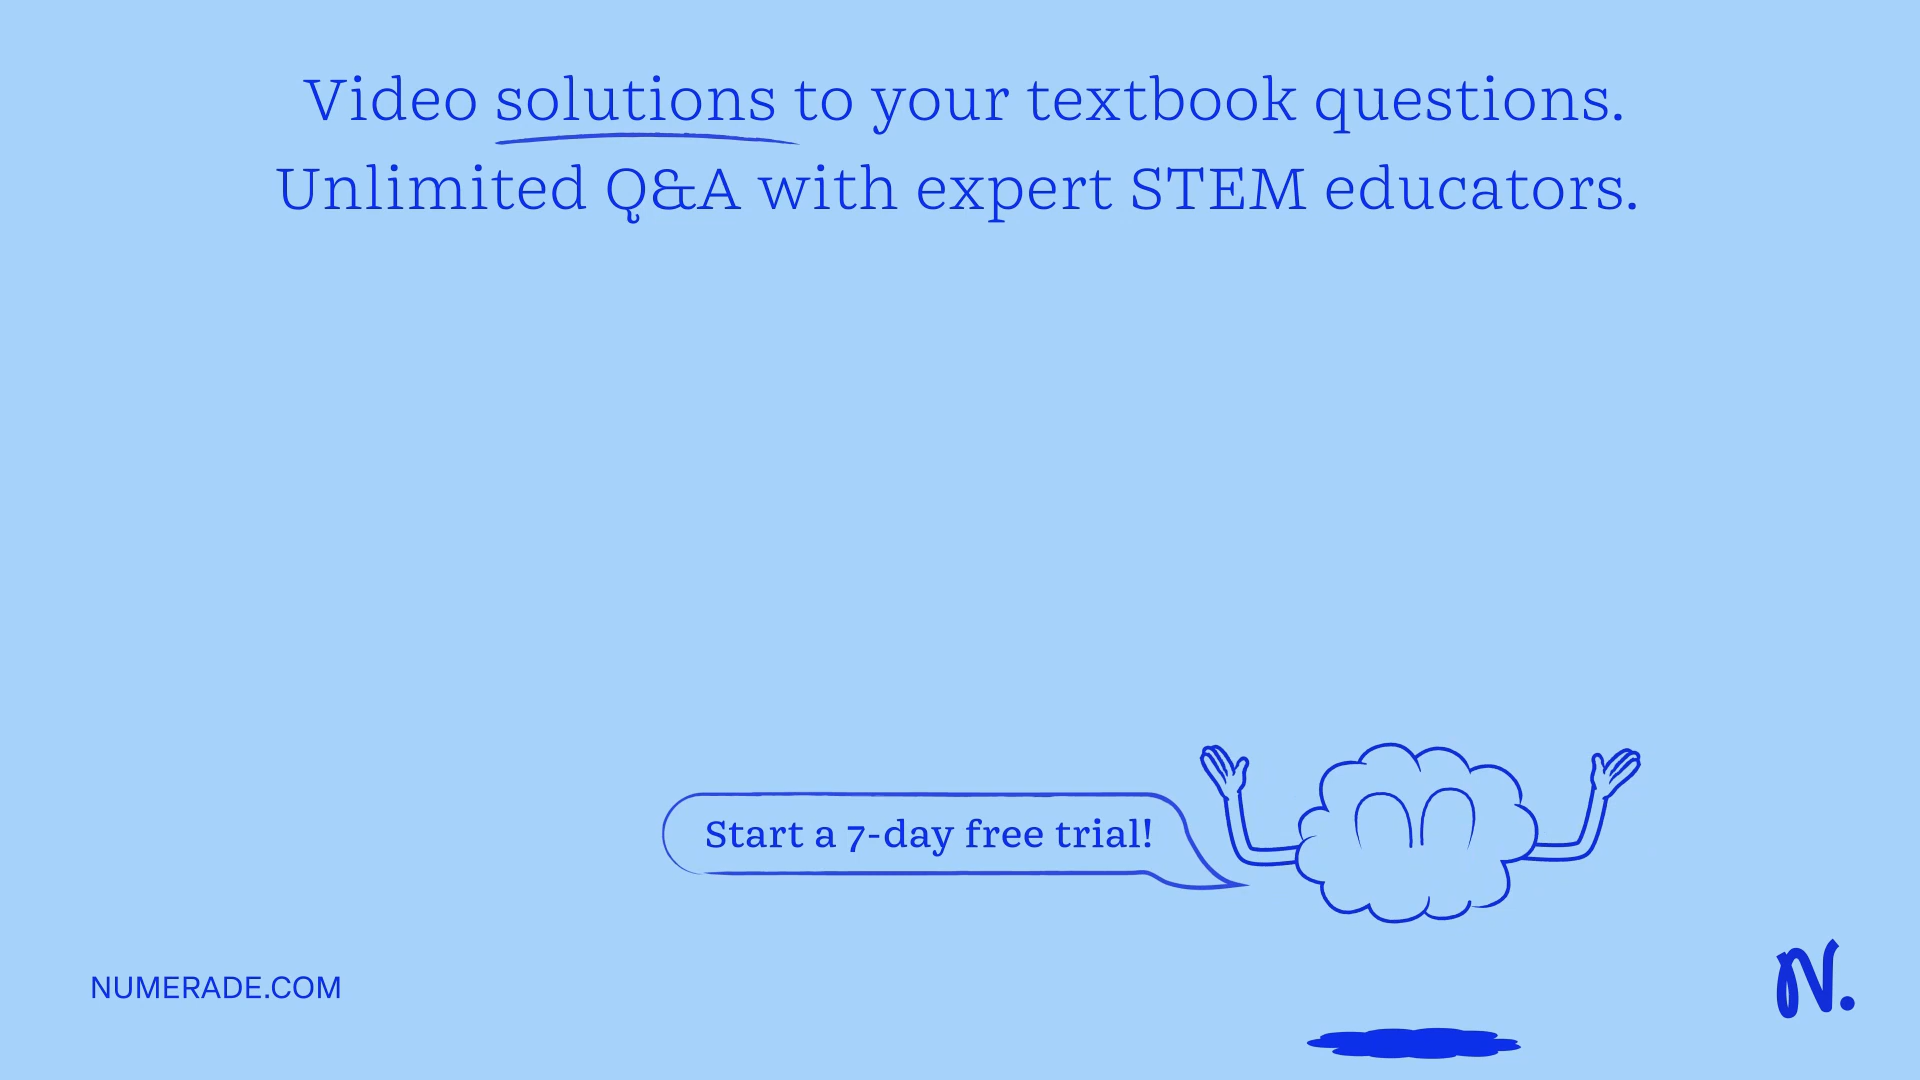 Video solutions to your textbook questions.
Unlimited Q&A with expert STEM educators.
Start a 7-day free trial!
NUMERADE.COM
N.